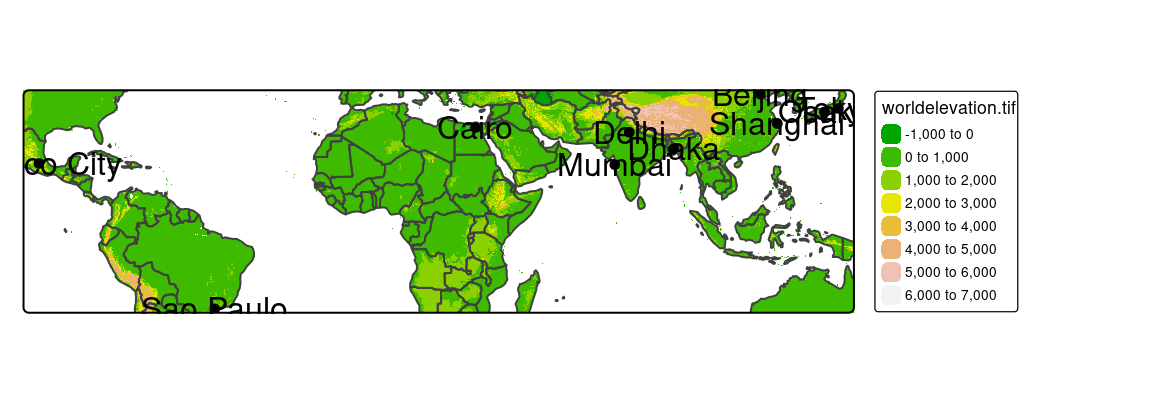 Beijing
Cairo
Delhi
Shanghai
Dhaka
co City
Mumbai
Sao Paulo
worldelevation.tif
-1,000 to 0
0 to 1,000
1,000 to 2,000
2,000 to 3,000
3,000 to 4,000
4,000 to 5,000
5,000 to 6,000
6,000 to 7,000